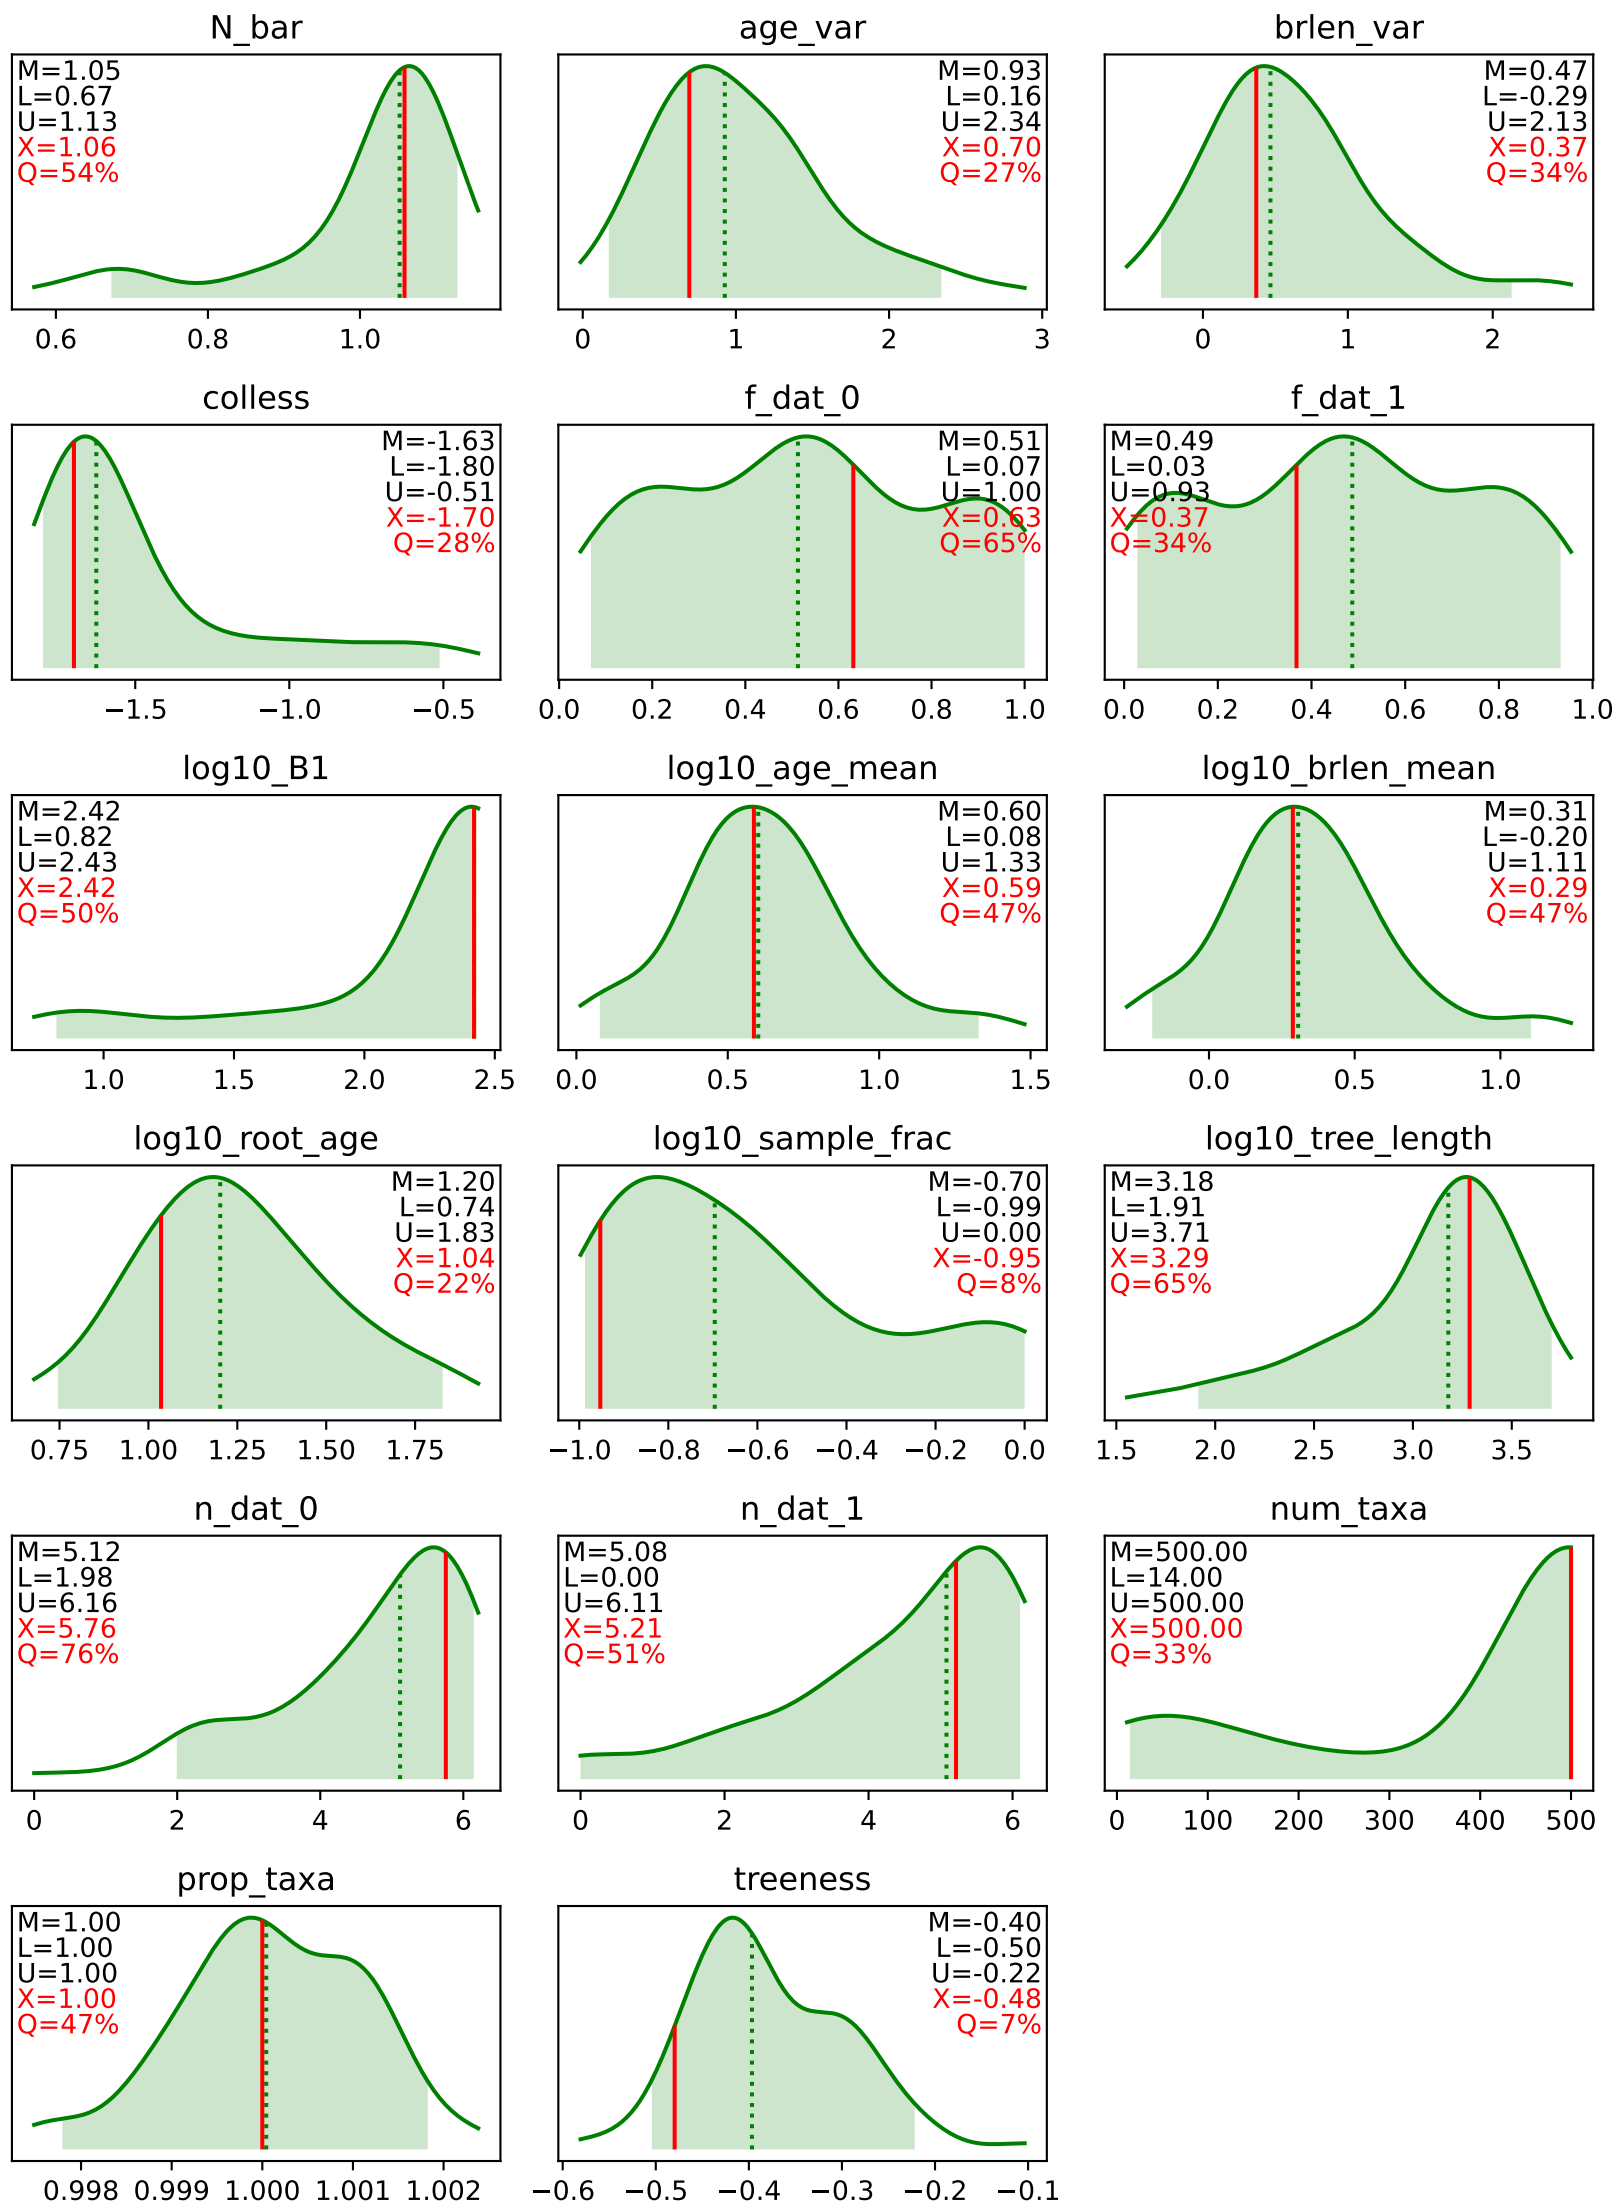 N_bar
M=1.05
L=0.67
U=1.13
X=1.06
Q=54%
0.6 0.8 1.0
age_var
M=0.93
L=0.16
U=2.34
X=0.70
Q=27%
0 1 2 3
brlen_var
M=0.47
L=-0.29
U=2.13
X=0.37
Q=34%
0 1 2
colless
M=-1.63
L=-1.80
U=-0.51
X=-1.70
Q=28%
−1.5 −1.0 −0.5
f_dat_0
M=0.51
L=0.07
U=1.00
X=0.63
Q=65%
0.0 0.2 0.4 0.6 0.8 1.0
f_dat_1
M=0.49
L=0.03
U=0.93
X=0.37
Q=34%
0.0 0.2 0.4 0.6 0.8 1.0
log10_B1
M=2.42
L=0.82
U=2.43
X=2.42
Q=50%
1.0 1.5 2.0 2.5
log10_age_mean
M=0.60
L=0.08
U=1.33
X=0.59
Q=47%
0.0 0.5 1.0 1.5
log10_brlen_mean
M=0.31
L=-0.20
U=1.11
X=0.29
Q=47%
0.0 0.5 1.0
log10_root_age
M=1.20
L=0.74
U=1.83
X=1.04
Q=22%
0.75 1.00 1.25 1.50 1.75
log10_sample_frac
M=-0.70
L=-0.99
U=0.00
X=-0.95
Q=8%
−1.0 −0.8 −0.6 −0.4 −0.2 0.0
log10_tree_length
M=3.18
L=1.91
U=3.71
X=3.29
Q=65%
1.5 2.0 2.5 3.0 3.5
n_dat_0
M=5.12
L=1.98
U=6.16
X=5.76
Q=76%
0 2 4 6
n_dat_1
M=5.08
L=0.00
U=6.11
X=5.21
Q=51%
0 2 4 6
num_taxa
M=500.00
L=14.00
U=500.00
X=500.00
Q=33%
0 100 200 300 400 500
prop_taxa
M=1.00
L=1.00
U=1.00
X=1.00
Q=47%
0.998 0.999 1.000 1.001 1.002
treeness
M=-0.40
L=-0.50
U=-0.22
X=-0.48
Q=7%
−0.6 −0.5 −0.4 −0.3 −0.2 −0.1